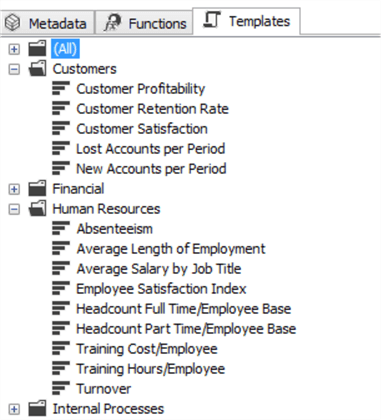 Metadata Functions Templates
(All)
Customers
Customer Profitability
Customer Retention Rate
Customer Satisfaction
Lost Accounts per Period
New Accounts per Period
Financial
Human Resources
Absenteeism
Average Length of Employment
Average Salary by Job Title
Employee Satisfaction Index
Headcount Full Time/Employee Base
Headcount Part Time/Employee Base
Training Cost/Employee
Training Hours/Employee
Turnover
Internal Processes